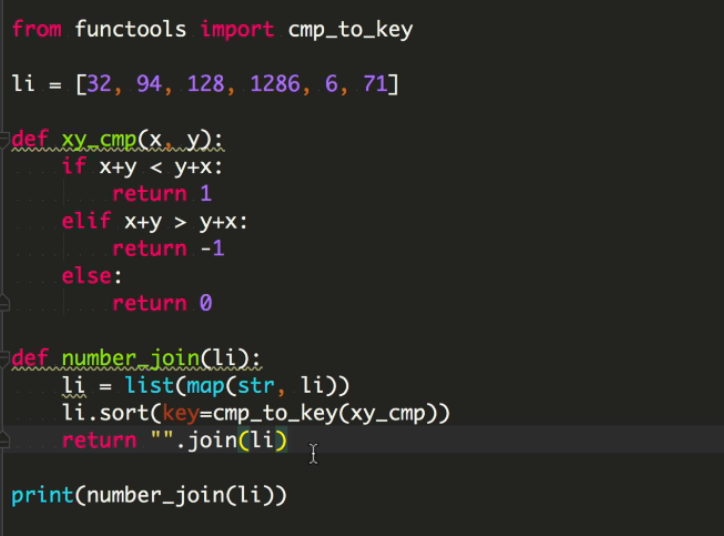 from functools import cmp_to_key
li = [32, 94, 128, 1286, 6, 71]
def xy_cmp(x, y):
    if x+y < y+x:
        return 1
    elif x+y > y+x:
        return -1
    else:
        return 0
def number_join(li):
    li = list(map(str, li))
    li.sort(key=cmp_to_key(xy_cmp))
    return "".join(li)
print(number_join(li))